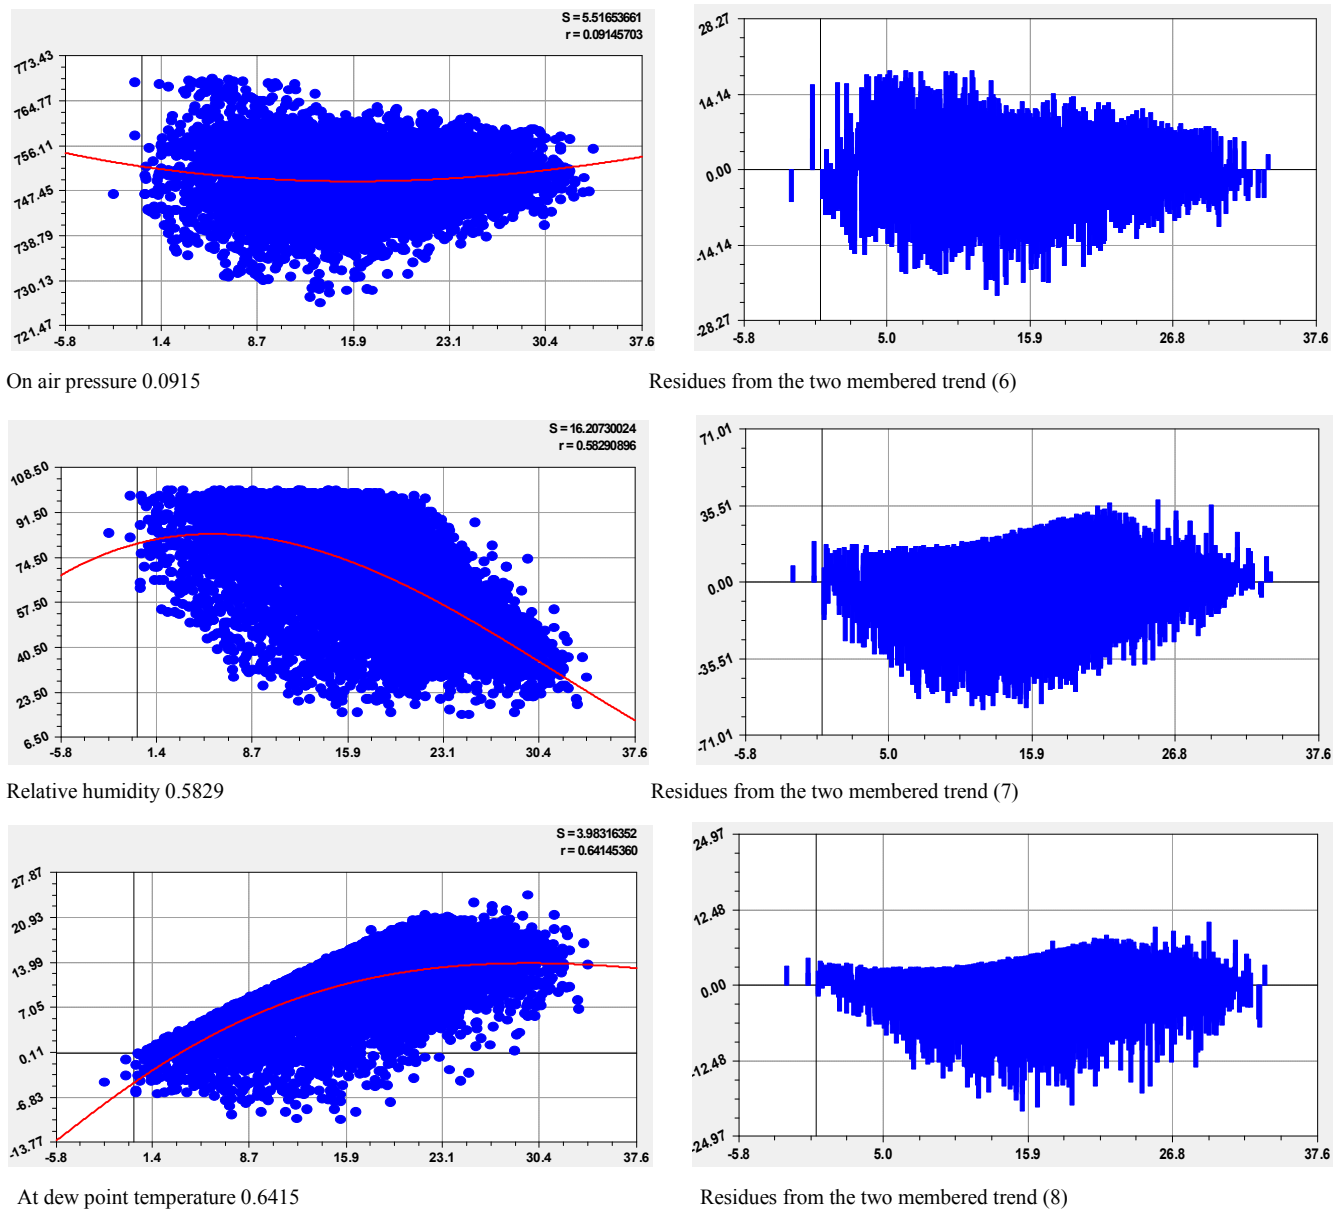 S = 5.51653661
r = 0.09145703
773.43
764.77
756.11
747.45
738.79
730.13
721.47
-5.8 1.4 8.7 15.9 23.1 30.4 37.6
28.27
14.14
0.00
-14.14
-28.27
-5.8 5.0 15.9 26.8 37.6
On air pressure 0.0915
Residues from the two membered trend (6)
S = 16.20730024
r = 0.58290896
108.50
91.50
74.50
57.50
40.50
23.50
6.50
-5.8 1.4 8.7 15.9 23.1 30.4 37.6
71.01
35.51
0.00
-35.51
-71.01
-5.8 5.0 15.9 26.8 37.6
Relative humidity 0.5829
Residues from the two membered trend (7)
S = 3.98316352
r = 0.64145360
27.87
20.93
13.99
7.05
0.11
-6.83
-13.77
-5.8 1.4 8.7 15.9 23.1 30.4 37.6
24.97
12.48
0.00
-12.48
-24.97
-5.8 5.0 15.9 26.8 37.6
At dew point temperature 0.6415
Residues from the two membered trend (8)